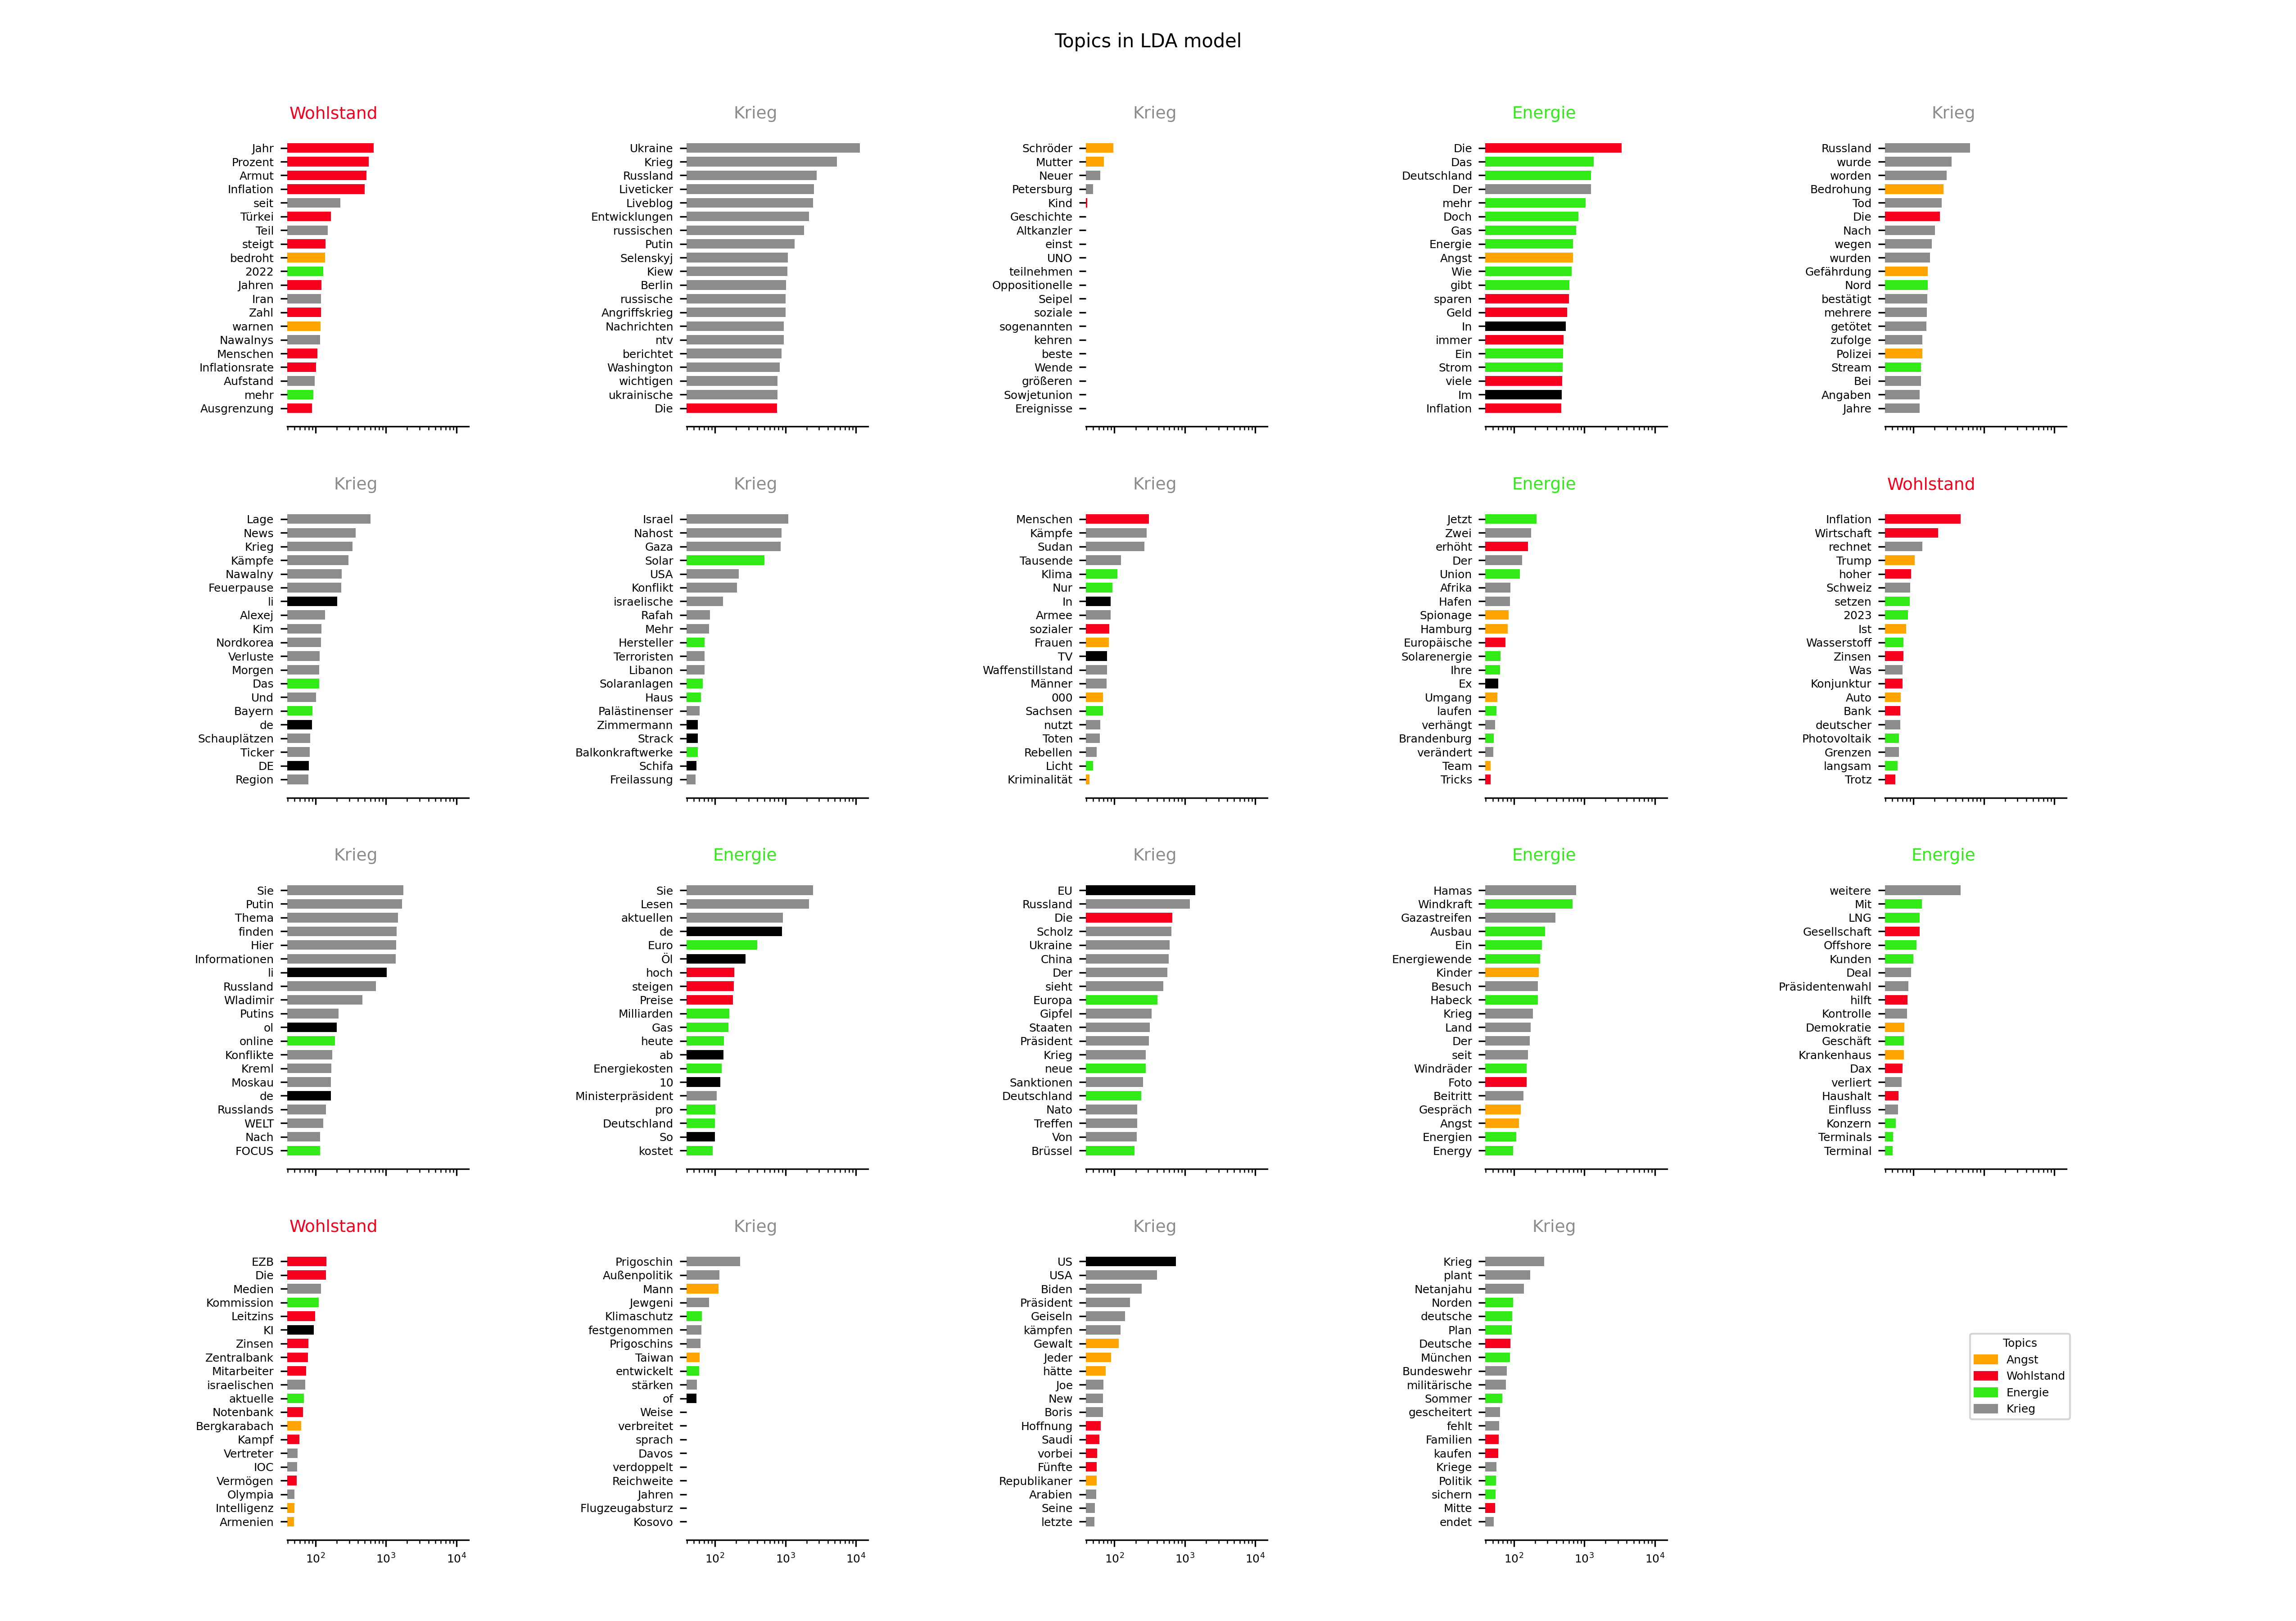 Topics in LDA model
Wohlstand
Jahr
Prozent
Armut
Inflation
seit
Türkei
Teil
steigt
bedroht
2022
Jahren
Iran
Zahl
warnen
Nawalnys
Menschen
Inflationsrate
Aufstand
mehr
Ausgrenzung
Krieg
Ukraine
Krieg
Russland
Liveticker
Liveblog
Entwicklungen
russischen
Putin
Selenskyj
Kiew
Berlin
russische
Angriffskrieg
Nachrichten
ntv
berichtet
Washington
wichtigen
ukrainische
Die
Krieg
Schröder
Mutter
Neuer
Petersburg
Kind
Geschichte
Altkanzler
einst
UNO
teilnehmen
Oppositionelle
Seipel
soziale
sogenannten
kehren
beste
Wende
größeren
Sowjetunion
Ereignisse
Energie
Die
Das
Deutschland
Der
mehr
Doch
Gas
Energie
Angst
Wie
gibt
sparen
Geld
In
immer
Ein
Strom
viele
Im
Inflation
Krieg
Russland
wurde
worden
Bedrohung
Tod
Die
Nach
wegen
wurden
Gefährdung
Nord
bestätigt
mehrere
getötet
zufolge
Polizei
Stream
Bei
Angaben
Jahre
Krieg
Lage
News
Krieg
Kämpfe
Nawalny
Feuerpause
li
Alexej
Kim
Nordkorea
Verluste
Morgen
Das
Und
Bayern
de
Schauplätzen
Ticker
DE
Region
Krieg
Israel
Nahost
Gaza
Solar
USA
Konflikt
israelische
Rafah
Mehr
Hersteller
Terroristen
Libanon
Solaranlagen
Haus
Palästinenser
Zimmermann
Strack
Balkonkraftwerke
Schifa
Freilassung
Krieg
Menschen
Kämpfe
Sudan
Tausende
Klima
Nur
In
Armee
sozialer
Frauen
TV
Waffenstillstand
Männer
000
Sachsen
nutzt
Toten
Rebellen
Licht
Kriminalität
Energie
Jetzt
Zwei
erhöht
Der
Union
Afrika
Hafen
Spionage
Hamburg
Europäische
Solarenergie
Ihre
Ex
Umgang
laufen
verhängt
Brandenburg
verändert
Team
Tricks
Wohlstand
Inflation
Wirtschaft
rechnet
Trump
hoher
Schweiz
setzen
2023
Ist
Wasserstoff
Zinsen
Was
Konjunktur
Auto
Bank
deutscher
Photovoltaik
Grenzen
langsam
Trotz
Krieg
Sie
Putin
Thema
finden
Hier
Informationen
li
Russland
Wladimir
Putins
ol
online
Konflikte
Kreml
Moskau
de
Russlands
WELT
Nach
FOCUS
Energie
Sie
Lesen
aktuellen
de
Euro
Öl
hoch
steigen
Preise
Milliarden
Gas
heute
ab
Energiekosten
10
Ministerpräsident
pro
Deutschland
So
kostet
Krieg
EU
Russland
Die
Scholz
Ukraine
China
Der
sieht
Europa
Gipfel
Staaten
Präsident
Krieg
neue
Sanktionen
Deutschland
Nato
Treffen
Von
Brüssel
Energie
Hamas
Windkraft
Gazastreifen
Ausbau
Ein
Energiewende
Kinder
Besuch
Habeck
Krieg
Land
Der
seit
Windräder
Foto
Beitritt
Gespräch
Angst
Energien
Energy
Energie
weitere
Mit
LNG
Gesellschaft
Offshore
Kunden
Deal
Präsidentenwahl
hilft
Kontrolle
Demokratie
Geschäft
Krankenhaus
Dax
verliert
Haushalt
Einfluss
Konzern
Terminals
Terminal
Wohlstand
EZB
Die
Medien
Kommission
Leitzins
KI
Zinsen
Zentralbank
Mitarbeiter
israelischen
aktuelle
Notenbank
Bergkarabach
Kampf
Vertreter
IOC
Vermögen
Olympia
Intelligenz
Armenien
10² 10³ 10⁴
Krieg
Prigoschin
Außenpolitik
Mann
Jewgeni
Klimaschutz
festgenommen
Prigoschins
Taiwan
entwickelt
stärken
of
Weise
verbreitet
sprach
Davos
verdoppelt
Reichweite
Jahren
Flugzeugabsturz
Kosovo
10² 10³ 10⁴
Krieg
US
USA
Biden
Präsident
Geiseln
kämpfen
Gewalt
Jeder
hätte
Joe
New
Boris
Hoffnung
Saudi
vorbei
Fünfte
Republikaner
Arabien
Seine
letzte
10² 10³ 10⁴
Krieg
Krieg
plant
Netanjahu
Norden
deutsche
Plan
Deutsche
München
Bundeswehr
militärische
Sommer
gescheitert
fehlt
Familien
kaufen
Kriege
Politik
sichern
Mitte
endet
10² 10³ 10⁴
Topics
Angst
Wohlstand
Energie
Krieg